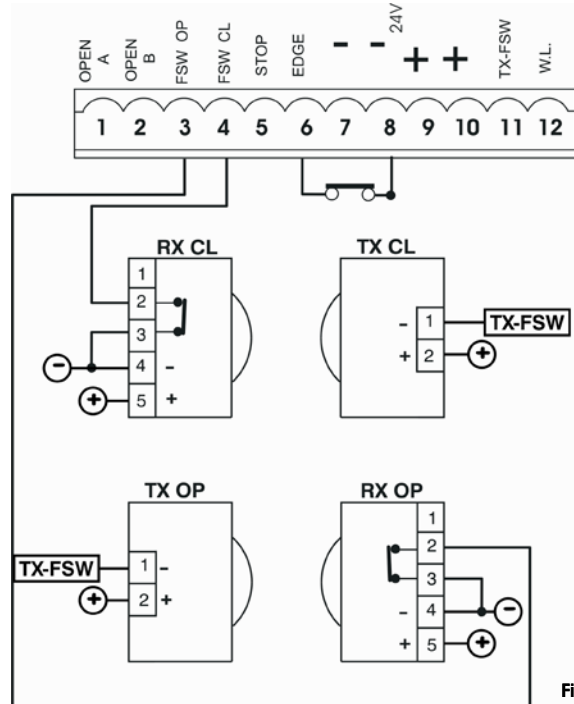 OPEN A
OPEN B
FSW OP
FSW CL
STOP
EDGE
- - 24V + +
TX-FSW
W.L.
1 2 3 4 5 6 7 8 9 10 11 12
RX CL
1
2
3
- 4 -
+ 5 +
TX CL
- 1 TX-FSW
+ 2 +
TX OP
TX-FSW 1 -
+ 2 +
RX OP
1
2
3
- 4 -
+ 5 +
Fi